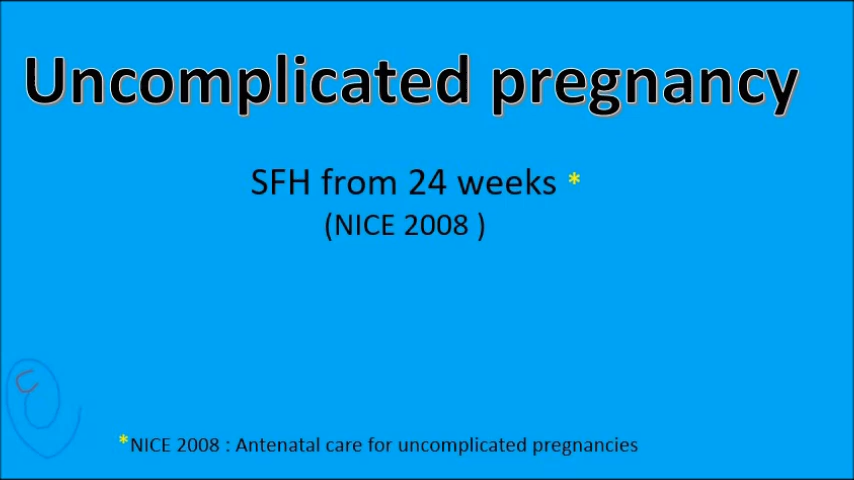 Uncomplicated pregnancy
SFH from 24 weeks *
(NICE 2008 )
*NICE 2008 : Antenatal care for uncomplicated pregnancies